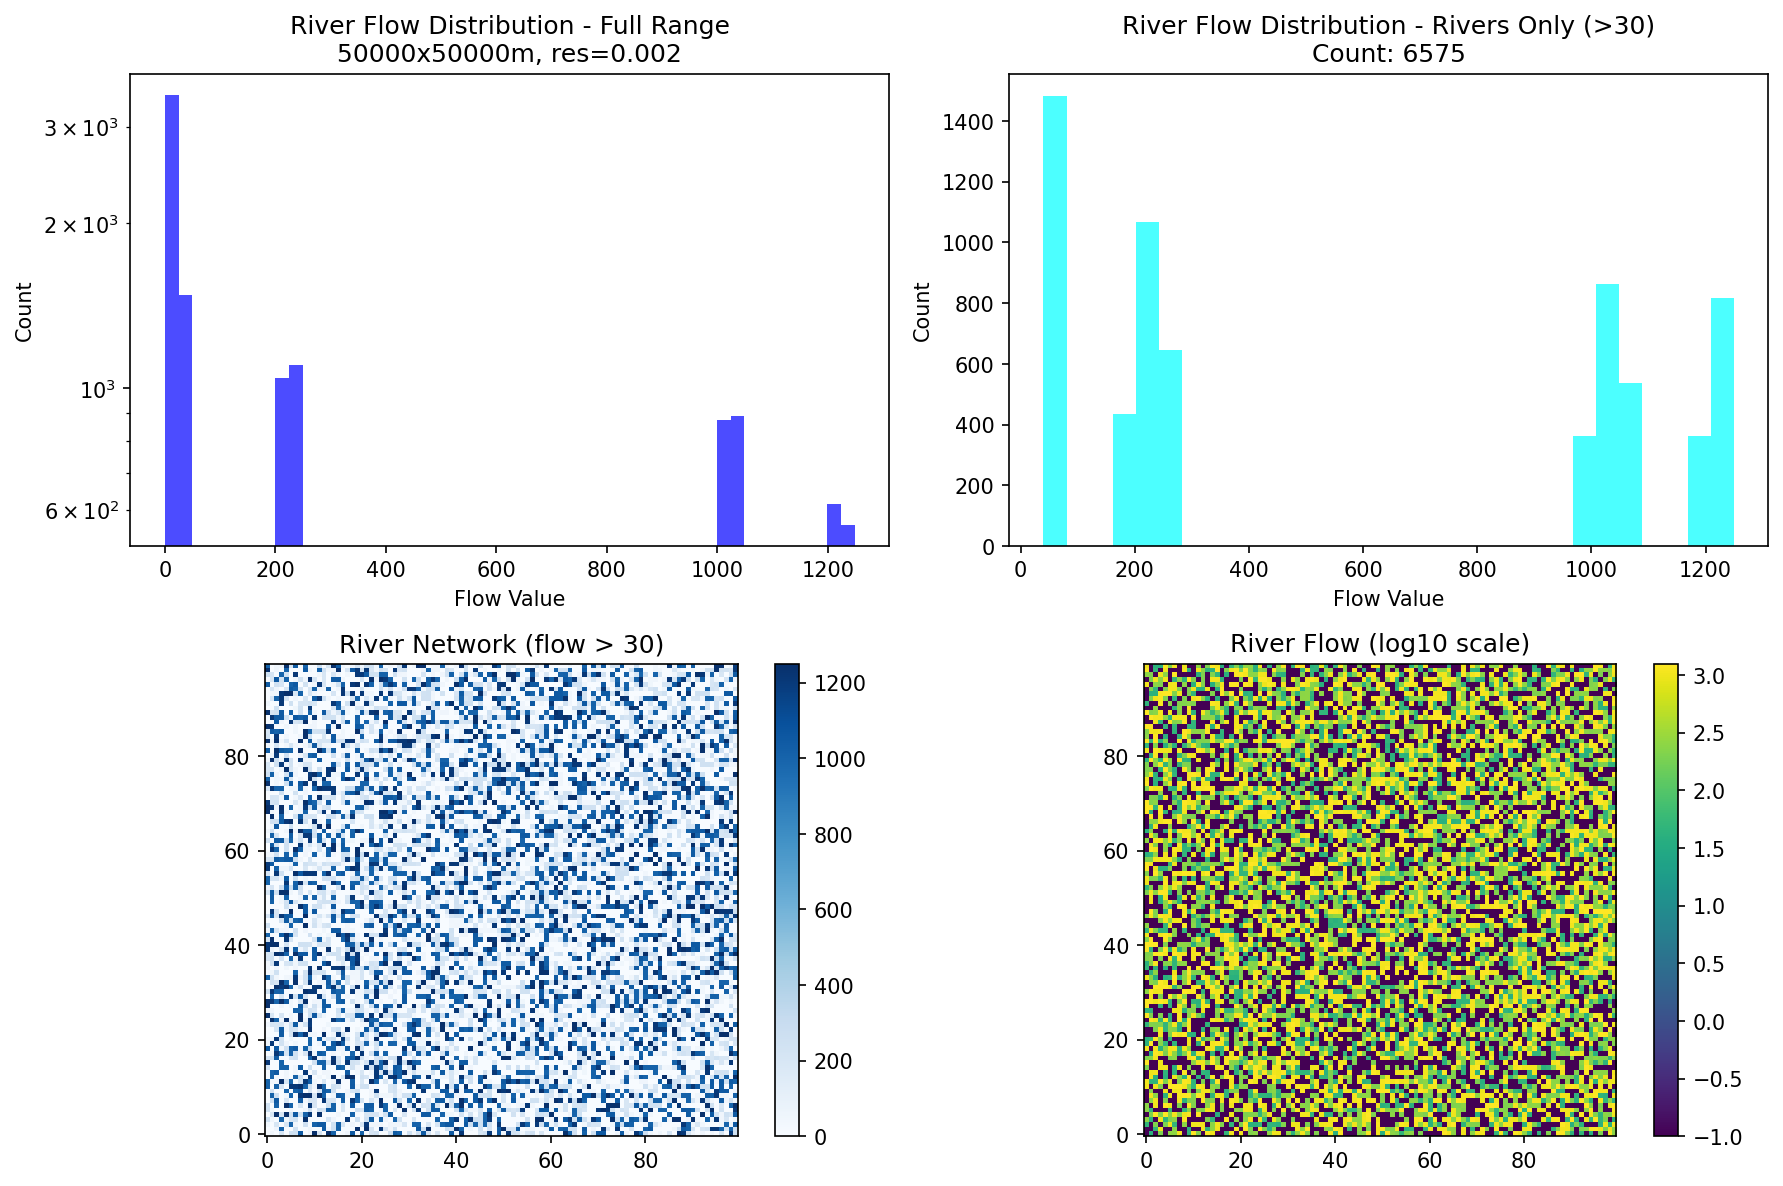 River Flow Distribution - Full Range
50000x50000m, res=0.002
3 × 10³
2 × 10³
10³
6 × 10²
Count
0 200 400 600 800 1000 1200
Flow Value
River Flow Distribution - Rivers Only (>30)
Count: 6575
1400
1200
1000
800
600
400
200
0
Count
0 200 400 600 800 1000 1200
Flow Value
River Network (flow > 30)
80
60
40
20
0
0 20 40 60 80
1200
1000
800
600
400
200
0
River Flow (log10 scale)
80
60
40
20
0
0 20 40 60 80
3.0
2.5
2.0
1.5
1.0
0.5
0.0
−0.5
−1.0